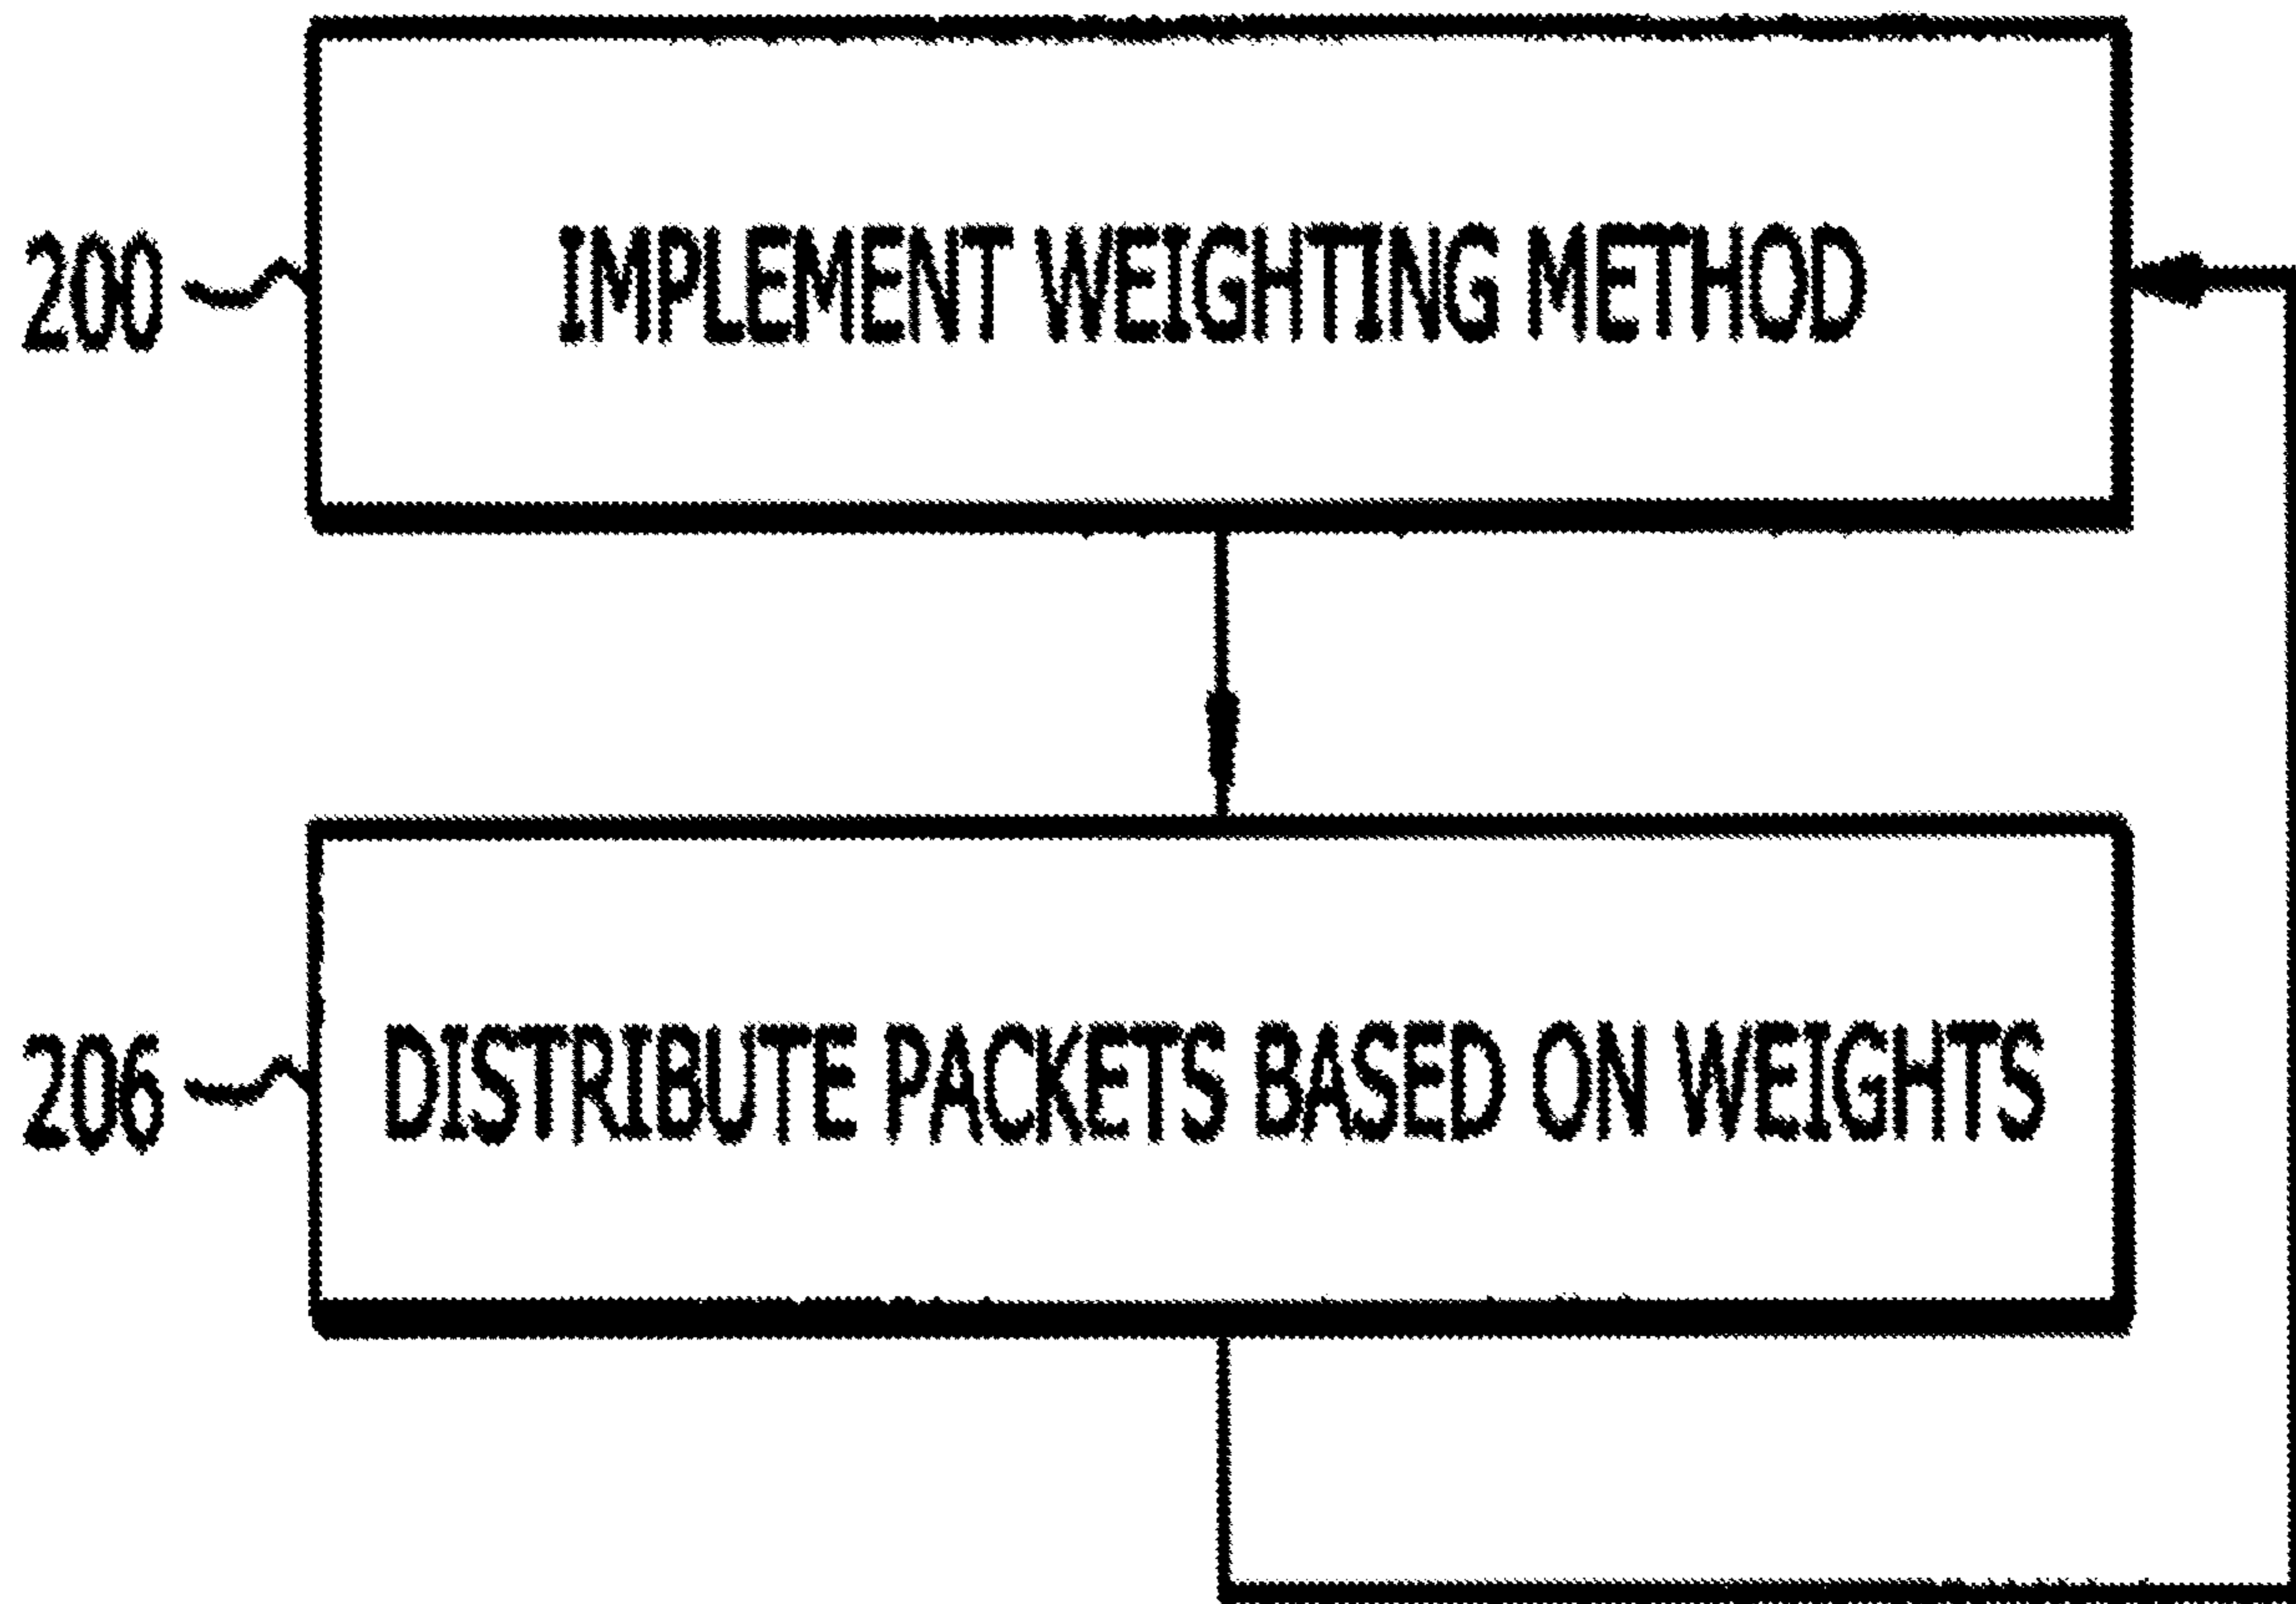 200
IMPLEMENT WEIGHTING METHOD
206
DISTRIBUTE PACKETS BASED ON WEIGHTS